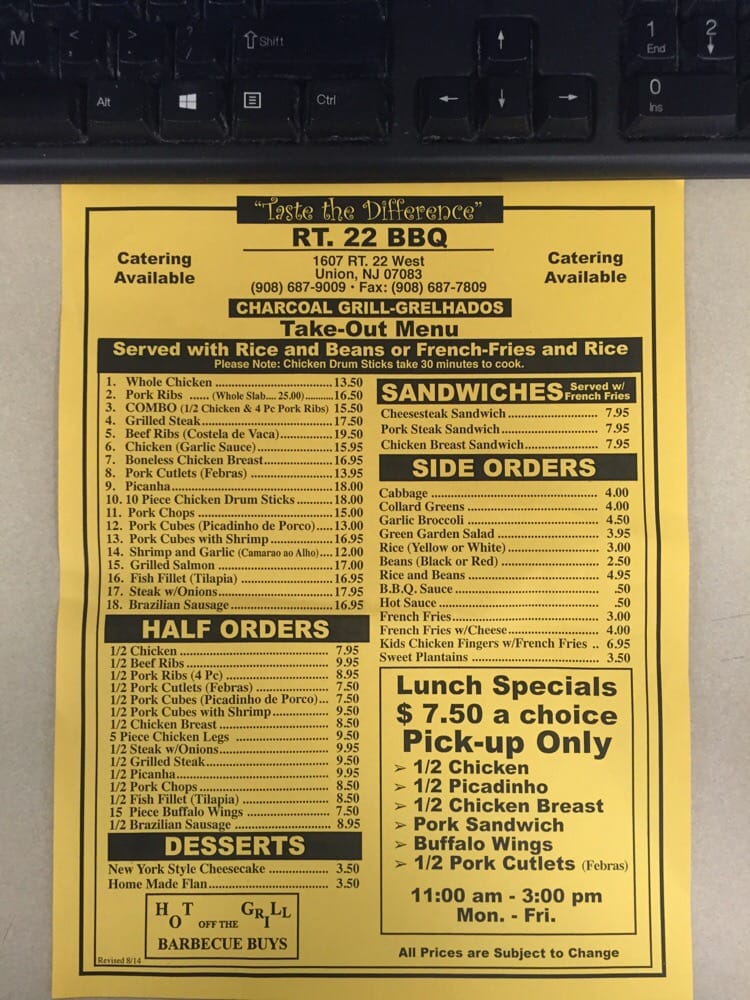 M
<
>
⇧ Shift
↑
1
End
2
↓
Alt
Ctrl
←
↓
→
0
Ins
"Taste the Difference"
RT. 22 BBQ
Catering
Available
1607 RT. 22 West
Union, NJ 07083
(908) 687-9009 · Fax: (908) 687-7809
Catering
Available
CHARCOAL GRILL-GRELHADOS
Take-Out Menu
Served with Rice and Beans or French-Fries and Rice
Please Note: Chicken Drum Sticks take 30 minutes to cook.
1. Whole Chicken ........ 13.50
2. Pork Ribs ...... (Whole Slab.... 25.00) ........ 16.50
3. COMBO (1/2 Chicken & 4 Pc Pork Ribs) 15.50
4. Grilled Steak ........ 17.50
5. Beef Ribs (Costela de Vaca) ........ 19.50
6. Chicken (Garlic Sauce) ........ 15.95
7. Boneless Chicken Breast ........ 16.95
8. Pork Cutlets (Febras) ........ 13.95
9. Picanha ........ 18.00
10. 10 Piece Chicken Drum Sticks ........ 18.00
11. Pork Chops ........ 15.00
12. Pork Cubes (Picadinho de Porco) .... 13.00
13. Pork Cubes with Shrimp ........ 16.95
14. Shrimp and Garlic (Camarao ao Alho) .... 12.00
15. Grilled Salmon ........ 17.00
16. Fish Fillet (Tilapia) ........ 16.95
17. Steak w/Onions ........ 17.95
18. Brazilian Sausage ........ 16.95
HALF ORDERS
1/2 Chicken ........ 7.95
1/2 Beef Ribs ........ 9.95
1/2 Pork Ribs (4 Pc) ........ 8.95
1/2 Pork Cutlets (Febras) ........ 7.50
1/2 Pork Cubes (Picadinho de Porco) ... 7.50
1/2 Pork Cubes with Shrimp ........ 9.50
1/2 Chicken Breast ........ 8.50
5 Piece Chicken Legs ........ 9.50
1/2 Steak w/Onions ........ 9.95
1/2 Grilled Steak ........ 9.50
1/2 Picanha ........ 9.95
1/2 Pork Chops ........ 8.50
1/2 Fish Fillet (Tilapia) ........ 8.50
15 Piece Buffalo Wings ........ 7.50
1/2 Brazilian Sausage ........ 8.95
DESSERTS
New York Style Cheesecake ........ 3.50
Home Made Flan ........ 3.50
HOT OFF THE GRILL
BARBECUE BUYS
Revised 8/14
SANDWICHES Served w/ French Fries
Cheesesteak Sandwich ........ 7.95
Pork Steak Sandwich ........ 7.95
Chicken Breast Sandwich ........ 7.95
SIDE ORDERS
Cabbage ........ 4.00
Collard Greens ........ 4.00
Garlic Broccoli ........ 4.50
Green Garden Salad ........ 3.95
Rice (Yellow or White) ........ 3.00
Beans (Black or Red) ........ 2.50
Rice and Beans ........ 4.95
B.B.Q. Sauce ........ .50
Hot Sauce ........ .50
French Fries ........ 3.00
French Fries w/Cheese ........ 4.00
Kids Chicken Fingers w/French Fries .. 6.95
Sweet Plantains ........ 3.50
Lunch Specials
$ 7.50 a choice
Pick-up Only
➢ 1/2 Chicken
➢ 1/2 Picadinho
➢ 1/2 Chicken Breast
➢ Pork Sandwich
➢ Buffalo Wings
➢ 1/2 Pork Cutlets (Febras)
11:00 am - 3:00 pm
Mon. - Fri.
All Prices are Subject to Change